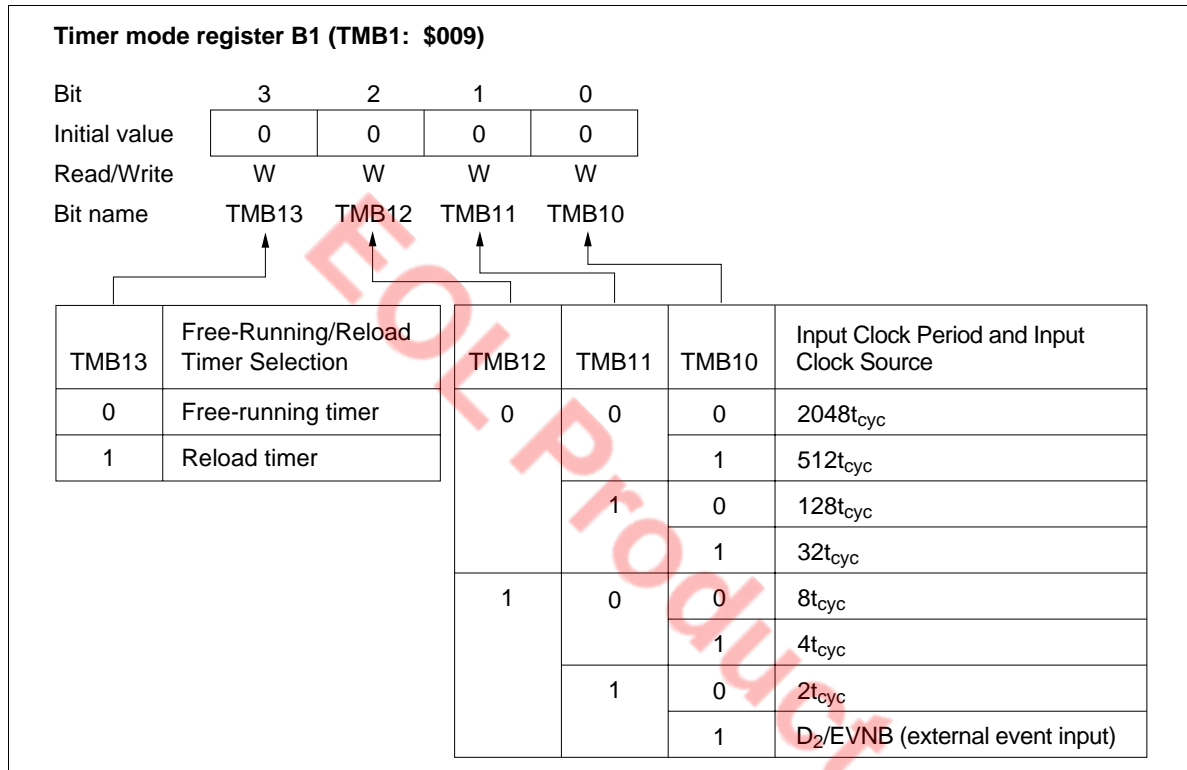 Timer mode register B1 (TMB1: $009)
Bit 3 2 1 0
Initial value 0 0 0 0
Read/Write W W W W
Bit name TMB13 TMB12 TMB11 TMB10
TMB13 Free-Running/Reload Timer Selection
0 Free-running timer
1 Reload timer
TMB12 TMB11 TMB10 Input Clock Period and Input Clock Source
0 0 0 2048tcyc
1 512tcyc
1 0 128tcyc
1 32tcyc
1 0 0 8tcyc
1 4tcyc
1 0 2tcyc
1 D2/EVNB (external event input)
EOL Product